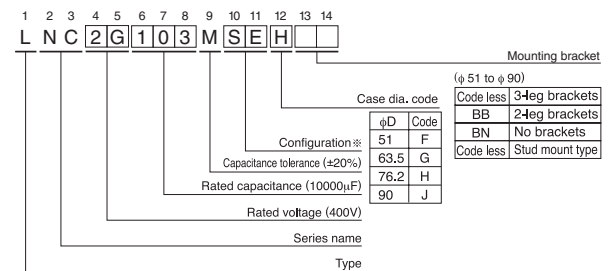 1 2 3 4 5 6 7 8 9 10 11 12 13 14
L N C 2 G 1 0 3 M S E H
Mounting bracket
(φ 51 to φ 90)
Code less 3-leg brackets
BB 2-leg brackets
BN No brackets
Code less Stud mount type
Case dia. code
φD Code
51 F
63.5 G
76.2 H
90 J
Configuration※
Capacitance tolerance (±20%)
Rated capacitance (10000μF)
Rated voltage (400V)
Series name
Type